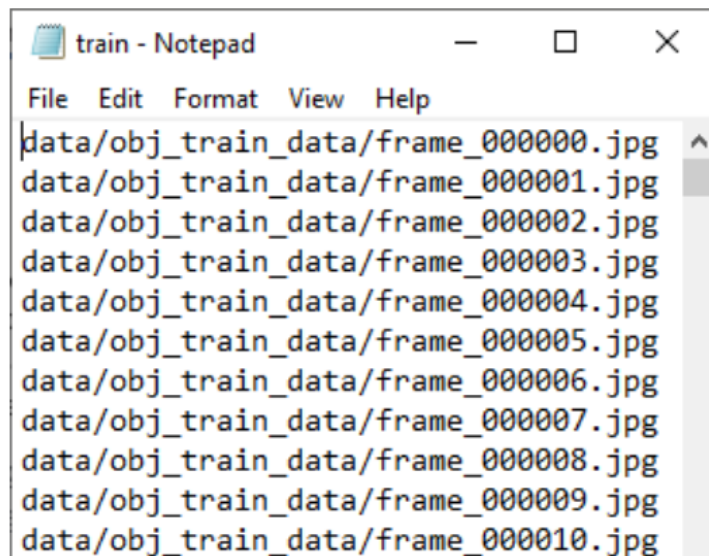 train - Notepad
File Edit Format View Help
data/obj_train_data/frame_000000.jpg
data/obj_train_data/frame_000001.jpg
data/obj_train_data/frame_000002.jpg
data/obj_train_data/frame_000003.jpg
data/obj_train_data/frame_000004.jpg
data/obj_train_data/frame_000005.jpg
data/obj_train_data/frame_000006.jpg
data/obj_train_data/frame_000007.jpg
data/obj_train_data/frame_000008.jpg
data/obj_train_data/frame_000009.jpg
data/obj_train_data/frame_000010.jpg